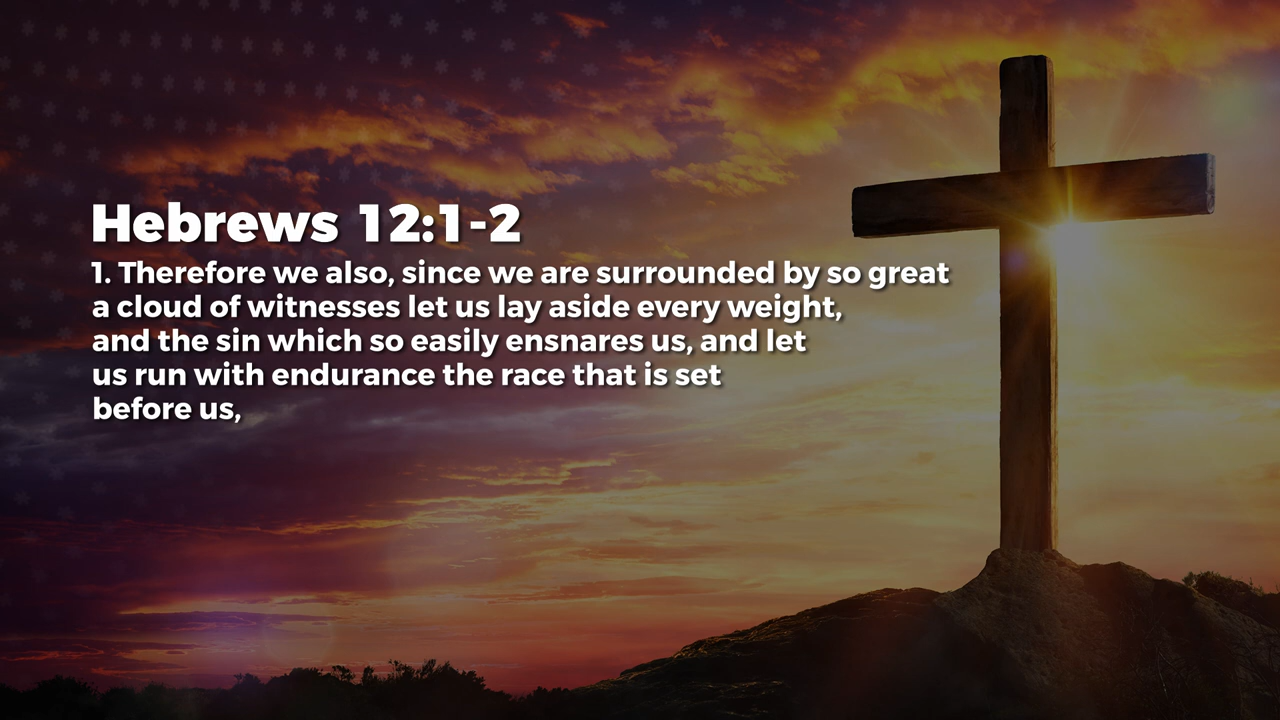 Hebrews 12:1-2
1. Therefore we also, since we are surrounded by so great
a cloud of witnesses let us lay aside every weight,
and the sin which so easily ensnares us, and let
us run with endurance the race that is set
before us,